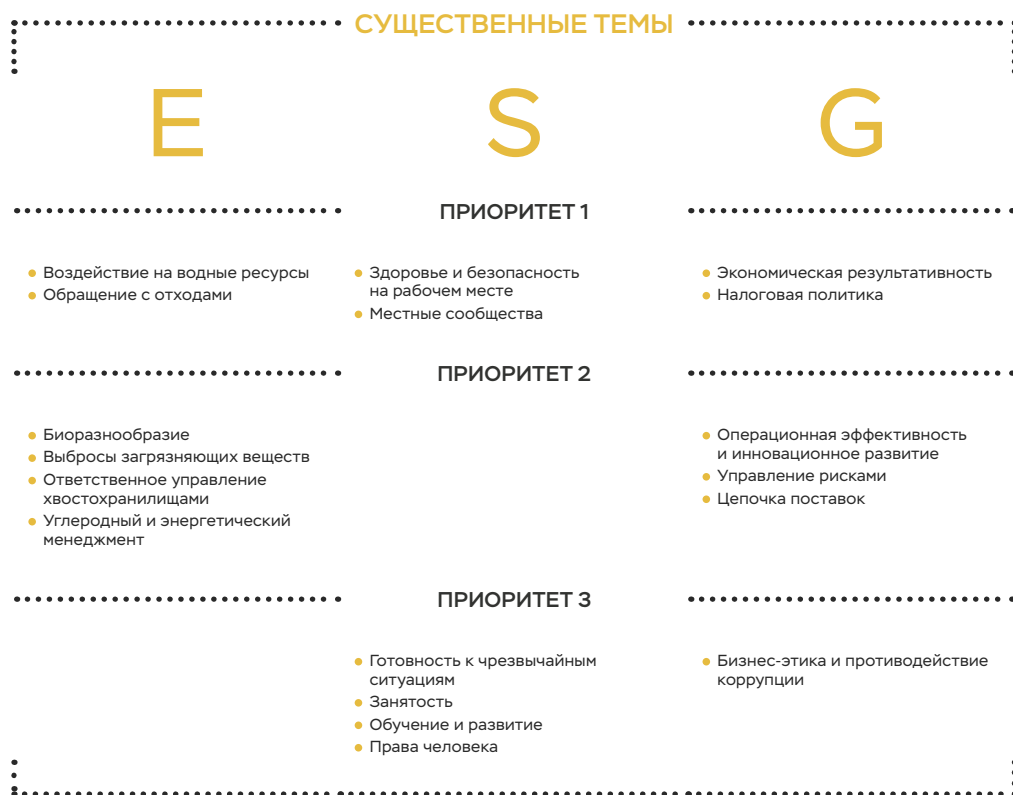 СУЩЕСТВЕННЫЕ ТЕМЫ
E
S
G
ПРИОРИТЕТ 1
Воздействие на водные ресурсы
Обращение с отходами
Здоровье и безопасность
на рабочем месте
Местные сообщества
Экономическая результативность
Налоговая политика
ПРИОРИТЕТ 2
Биоразнообразие
Выбросы загрязняющих веществ
Ответственное управление
хвостохранилищами
Углеродный и энергетический
менеджмент
Операционная эффективность
и инновационное развитие
Управление рисками
Цепочка поставок
ПРИОРИТЕТ 3
Готовность к чрезвычайным
ситуациям
Занятость
Обучение и развитие
Права человека
Бизнес-этика и противодействие
коррупции